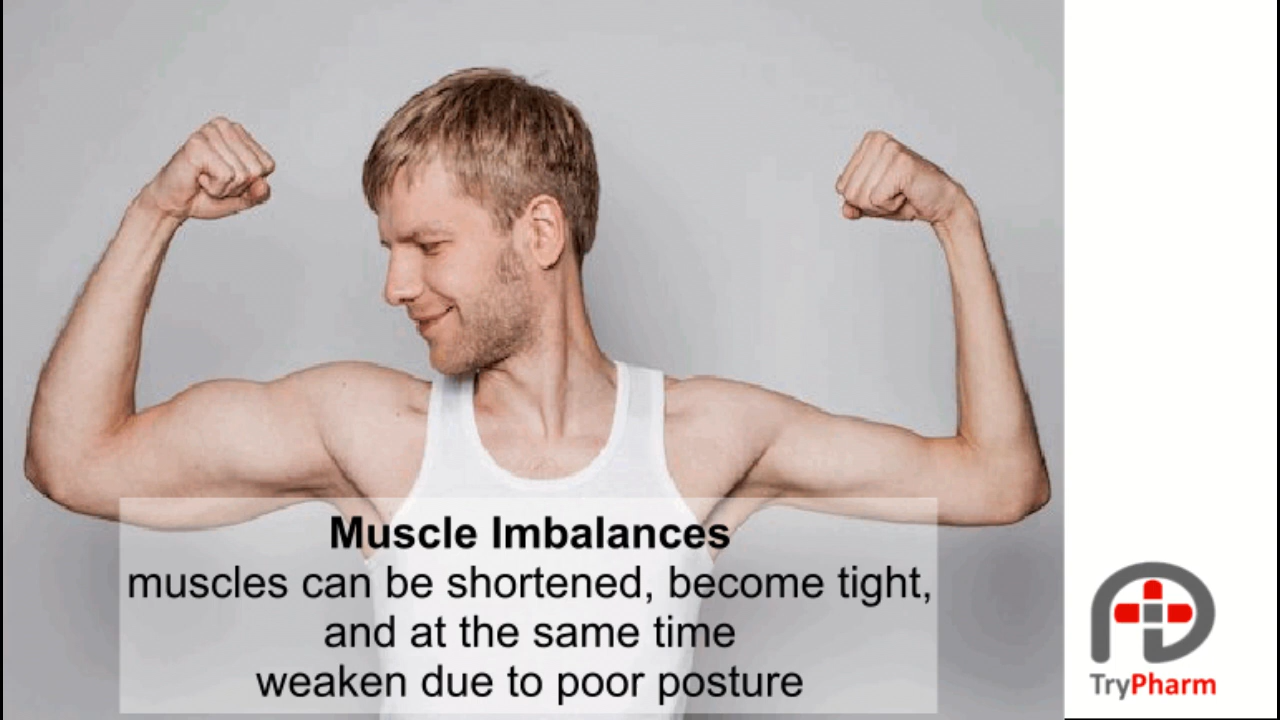 Muscle Imbalances
muscles can be shortened, become tight,
and at the same time
weaken due to poor posture
TryPharm